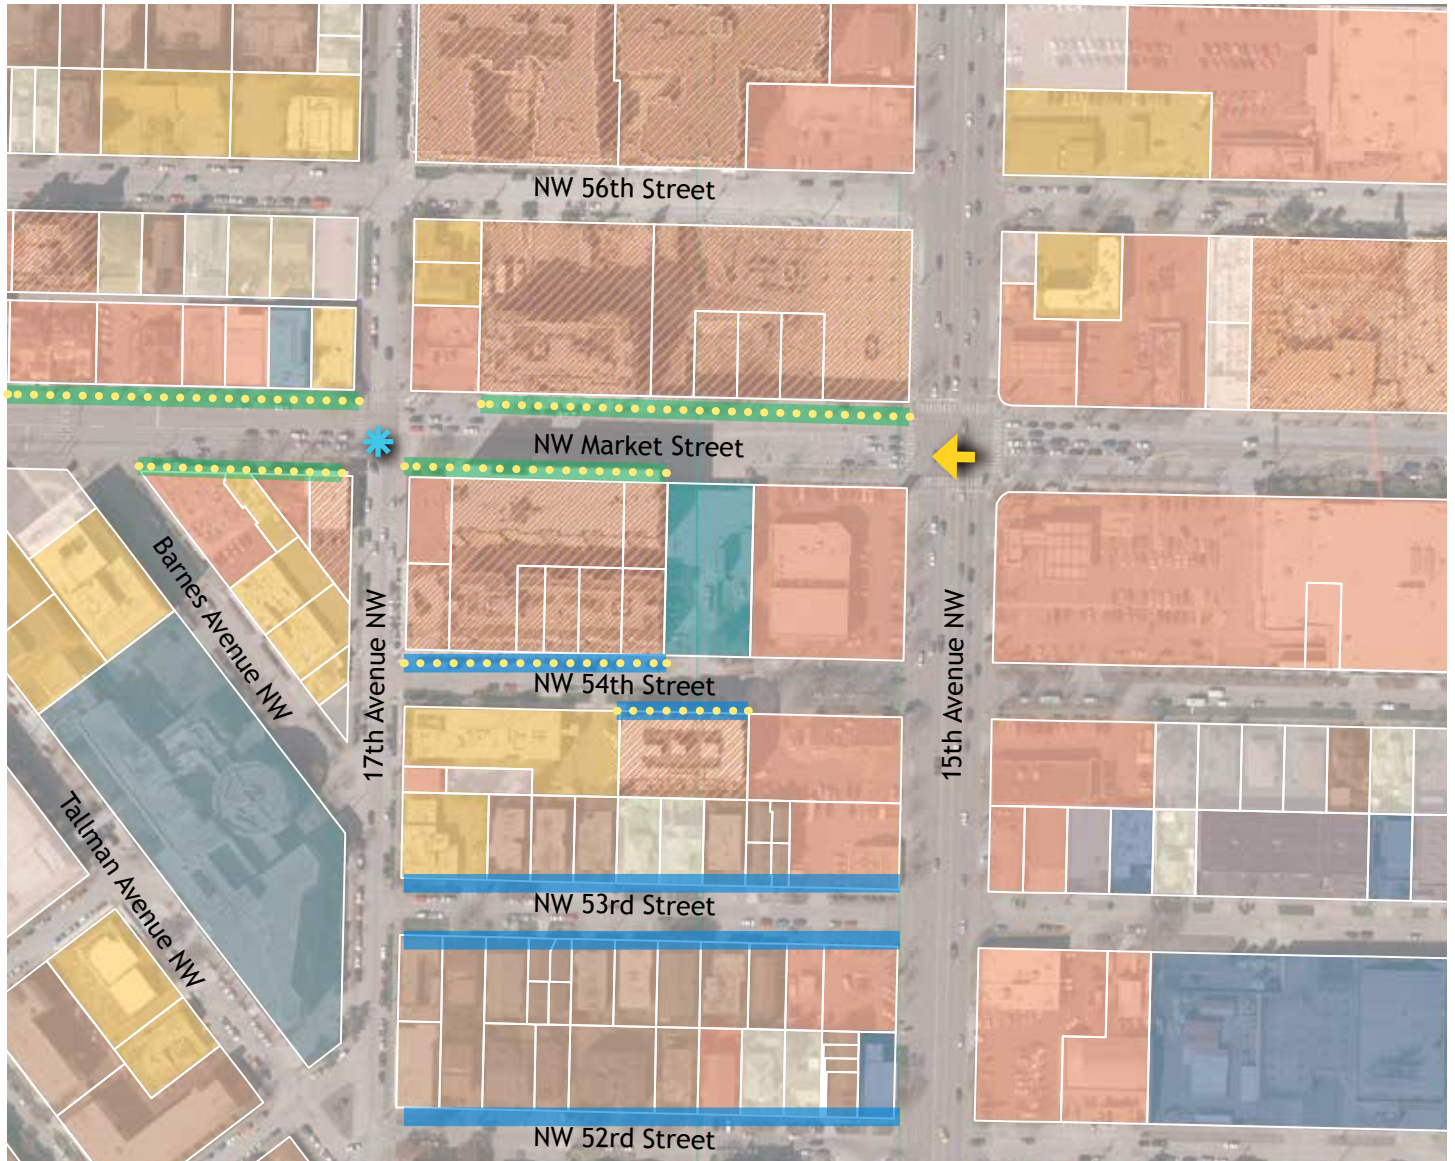 NW 56th Street
NW Market Street
Barnes Avenue NW
17th Avenue NW
15th Avenue NW
NW 54th Street
Tallman Avenue NW
NW 53rd Street
NW 52rd Street